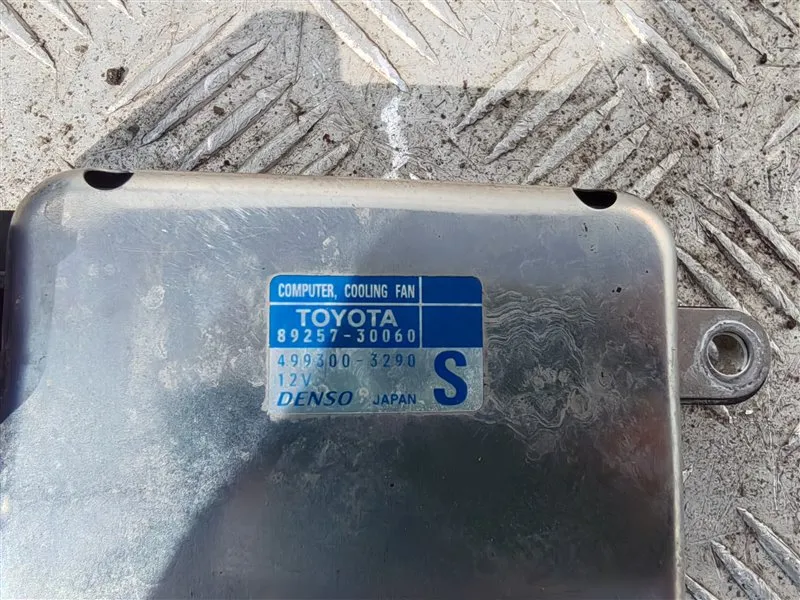 COMPUTER, COOLING FAN
TOYOTA
89257-30060
499300-3290
12V
S
DENSO JAPAN